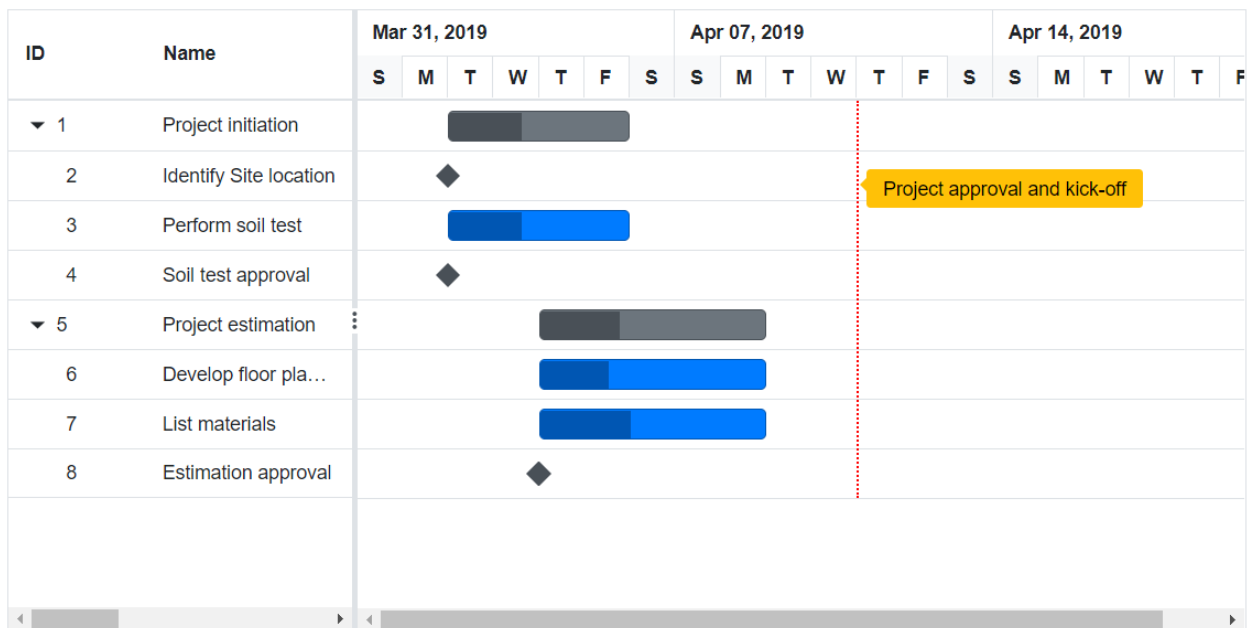 ID Name Mar 31, 2019 Apr 07, 2019 Apr 14, 2019
S M T W T F S S M T W T F S S M T W T F
1 Project initiation
2 Identify Site location
Project approval and kick-off
3 Perform soil test
4 Soil test approval
5 Project estimation
6 Develop floor pla...
7 List materials
8 Estimation approval